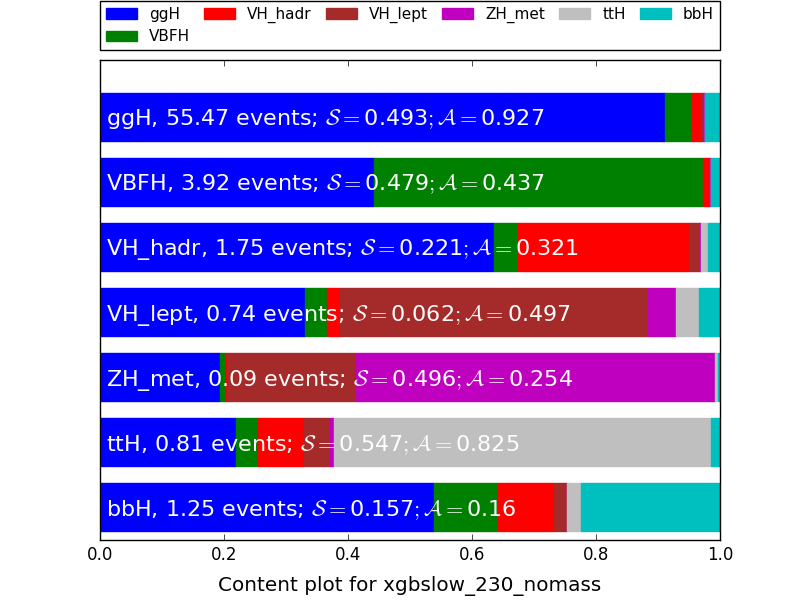 ggH VH_hadr VH_lept ZH_met ttH bbH
VBFH
ggH, 55.47 events; 𝒮 = 0.493; 𝒜 = 0.927
VBFH, 3.92 events; 𝒮 = 0.479; 𝒜 = 0.437
VH_hadr, 1.75 events; 𝒮 = 0.221; 𝒜 = 0.321
VH_lept, 0.74 events; 𝒮 = 0.062; 𝒜 = 0.497
ZH_met, 0.09 events; 𝒮 = 0.496; 𝒜 = 0.254
ttH, 0.81 events; 𝒮 = 0.547; 𝒜 = 0.825
bbH, 1.25 events; 𝒮 = 0.157; 𝒜 = 0.16
0.0 0.2 0.4 0.6 0.8 1.0
Content plot for xgbslow_230_nomass